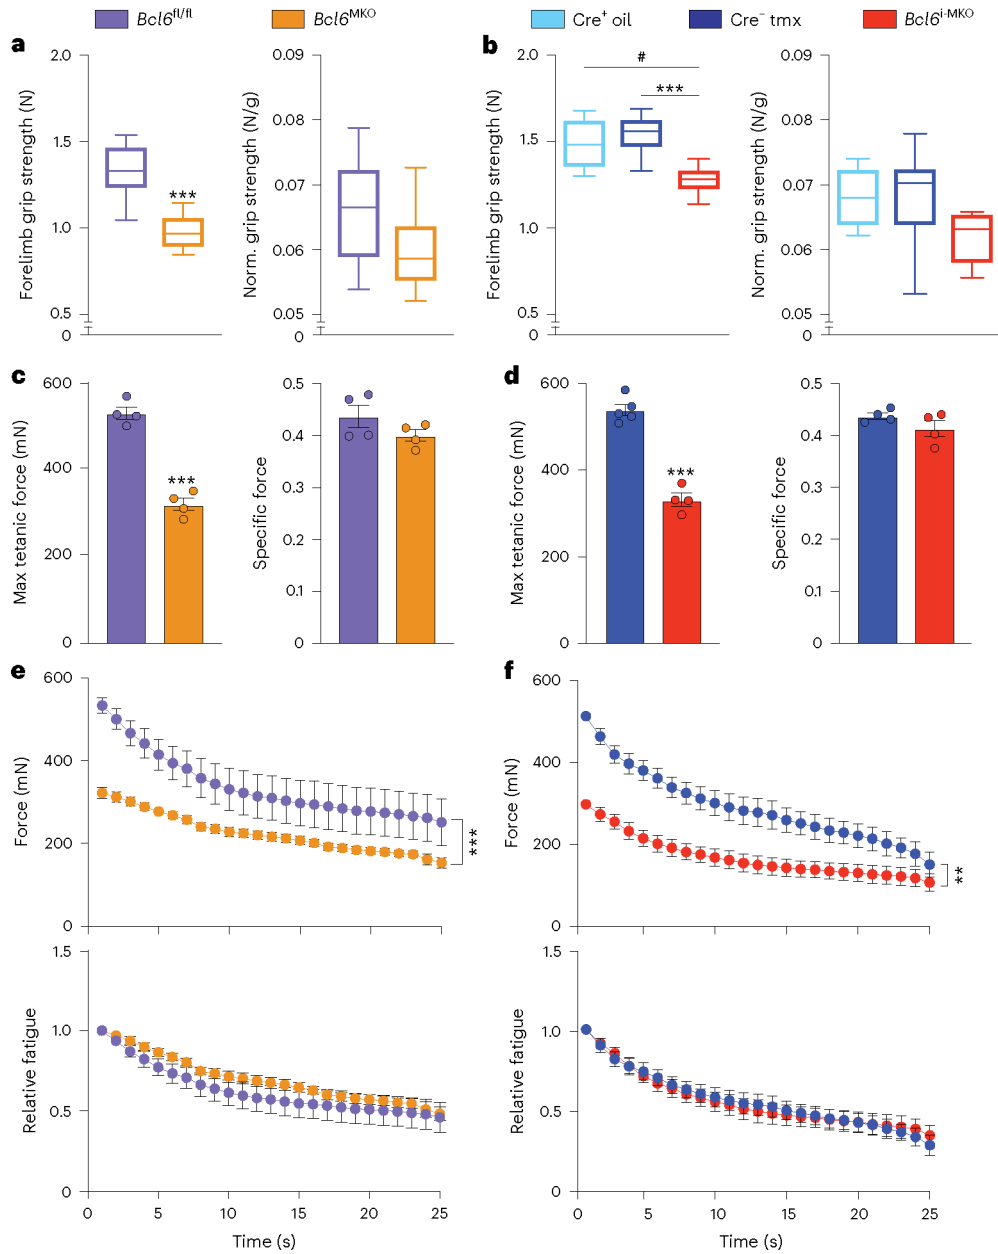 Bcl6fl/fl Bcl6MKO Cre+ oil Cre− tmx Bcl6i-MKO
a
Forelimb grip strength (N)
2.0
1.5
1.0
0.5
0
***
Norm. grip strength (N/g)
0.09
0.08
0.07
0.06
0.05
0
b
Forelimb grip strength (N)
2.0
1.5
1.0
0.5
0
#
***
Norm. grip strength (N/g)
0.09
0.08
0.07
0.06
0.05
0
c
Max tetanic force (mN)
600
400
200
0
***
Specific force
0.5
0.4
0.3
0.2
0.1
0
d
Max tetanic force (mN)
600
400
200
0
***
Specific force
0.5
0.4
0.3
0.2
0.1
0
e
Force (mN)
600
400
200
0
***
Relative fatigue
1.5
1.0
0.5
0
0 5 10 15 20 25
Time (s)
f
Force (mN)
600
400
200
0
**
Relative fatigue
1.5
1.0
0.5
0
0 5 10 15 20 25
Time (s)